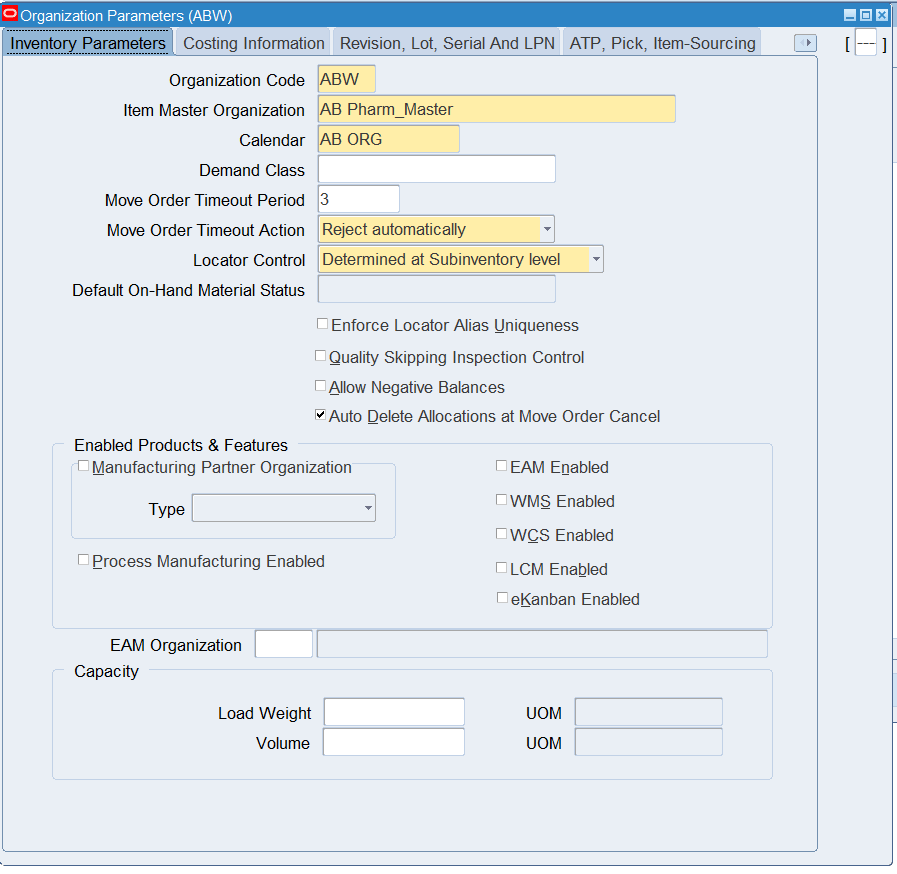 Organization Parameters (ABW)
Inventory Parameters Costing Information Revision, Lot, Serial And LPN ATP, Pick, Item-Sourcing [ ---- ]
Organization Code ABW
Item Master Organization AB Pharm_Master
Calendar AB ORG
Demand Class
Move Order Timeout Period 3
Move Order Timeout Action Reject automatically
Locator Control Determined at Subinventory level
Default On-Hand Material Status
Enforce Locator Alias Uniqueness
Quality Skipping Inspection Control
Allow Negative Balances
Auto Delete Allocations at Move Order Cancel
Enabled Products & Features
Manufacturing Partner Organization EAM Enabled
Type WMS Enabled
WCS Enabled
Process Manufacturing Enabled LCM Enabled
eKanban Enabled
EAM Organization
Capacity
Load Weight UOM
Volume UOM